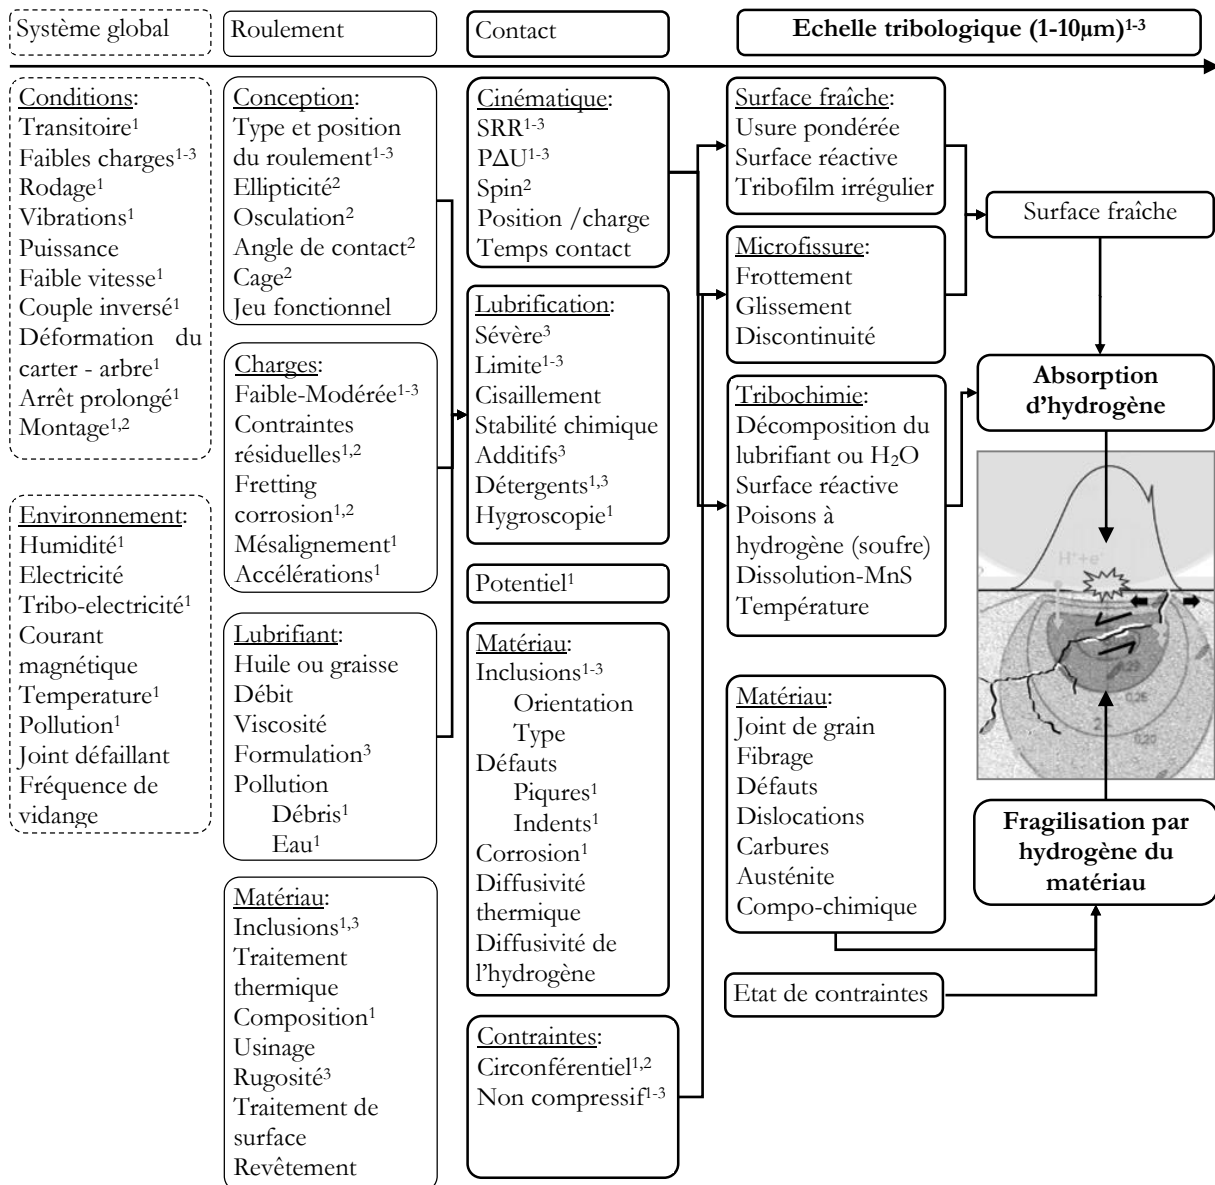 Système global
Roulement
Contact
Echelle tribologique (1-10µm)¹⁻³
Conditions:
Transitoire¹
Faibles charges¹⁻³
Rodage¹
Vibrations¹
Puissance
Faible vitesse¹
Couple inversé¹
Déformation du
carter - arbre¹
Arrêt prolongé¹
Montage¹,²
Environnement:
Humidité¹
Electricité
Tribo-electricité¹
Courant
magnétique
Temperature¹
Pollution¹
Joint défaillant
Fréquence de
vidange
Conception:
Type et position
du roulement¹⁻³
Ellipticité²
Osculation²
Angle de contact²
Cage²
Jeu fonctionnel
Charges:
Faible-Modérée¹⁻³
Contraintes
résiduelles¹,²
Fretting
corrosion¹,²
Mésalignement¹
Accélérations¹
Lubrifiant:
Huile ou graisse
Débit
Viscosité
Formulation³
Pollution
Débris¹
Eau¹
Matériau:
Inclusions¹,³
Traitement
thermique
Composition¹
Usinage
Rugosité³
Traitement de
surface
Revêtement
Cinématique:
SRR¹⁻³
PΔU¹⁻³
Spin²
Position /charge
Temps contact
Lubrification:
Sévère³
Limite¹⁻³
Cisaillement
Stabilité chimique
Additifs³
Détergents¹,³
Hygroscopie¹
Potentiel¹
Matériau:
Inclusions¹⁻³
Orientation
Type
Défauts
Piqures¹
Indents¹
Corrosion¹
Diffusivité
thermique
Diffusivité de
l'hydrogène
Contraintes:
Circonférentiel¹,²
Non compressif¹⁻³
Surface fraîche:
Usure pondérée
Surface réactive
Tribofilm irrégulier
Microfissure:
Frottement
Glissement
Discontinuité
Tribochimie:
Décomposition du
lubrifiant ou H₂O
Surface réactive
Poisons à
hydrogène (soufre)
Dissolution-MnS
Température
Matériau:
Joint de grain
Fibrage
Défauts
Dislocations
Carbures
Austénite
Compo-chimique
Etat de contraintes
Surface fraîche
Absorption
d'hydrogène
H⁺+e⁻
0,29
0,26
0,20
Fragilisation par
hydrogène du
matériau